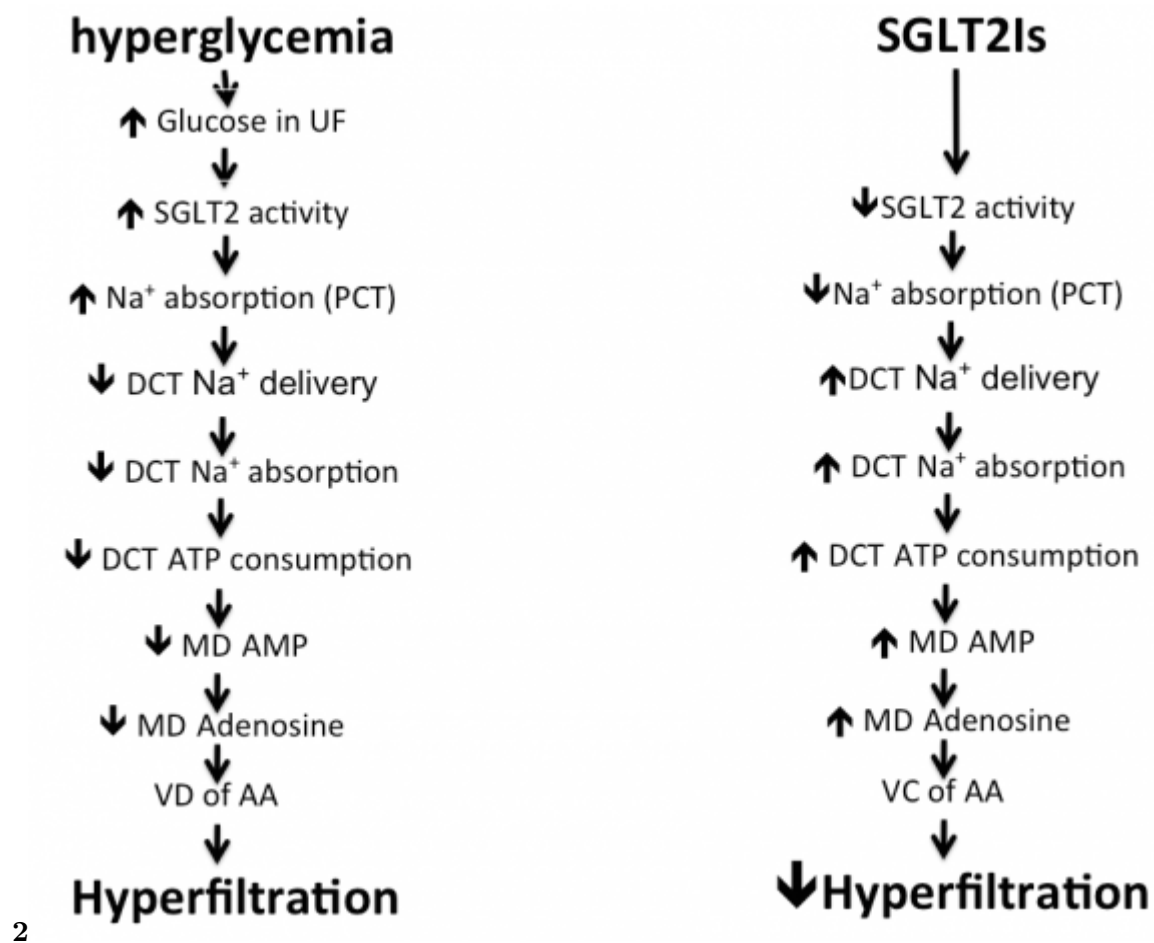 hyperglycemia
↑ Glucose in UF
↑ SGLT2 activity
↑ Na⁺ absorption (PCT)
↓ DCT Na⁺ delivery
↓ DCT Na⁺ absorption
↓ DCT ATP consumption
↓ MD AMP
↓ MD Adenosine
VD of AA
Hyperfiltration
SGLT2Is
↓SGLT2 activity
↓Na⁺ absorption (PCT)
↑DCT Na⁺ delivery
↑ DCT Na⁺ absorption
↑ DCT ATP consumption
↑ MD AMP
↑ MD Adenosine
VC of AA
↓Hyperfiltration
2